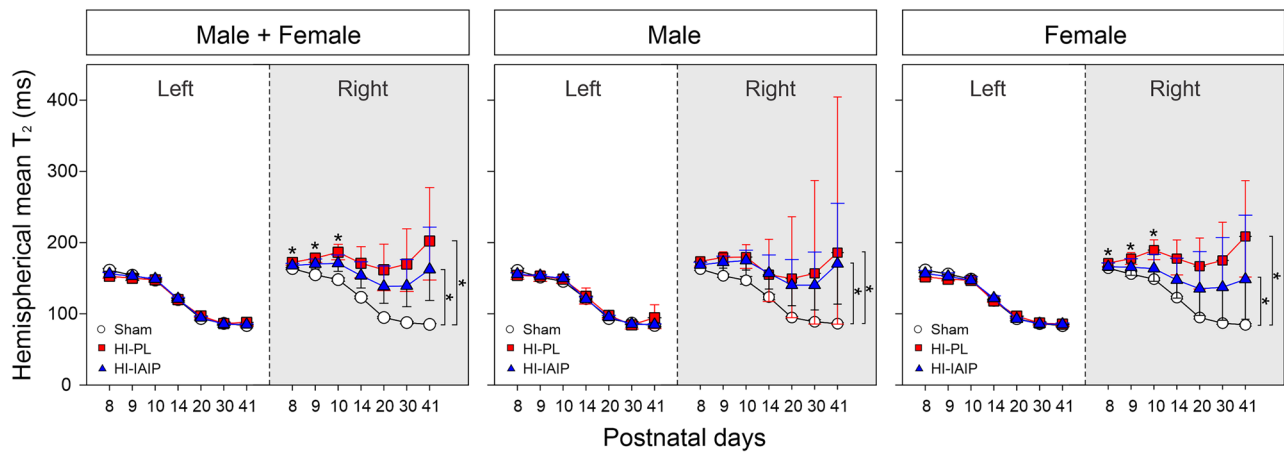 Male + Female
Male
Female
Hemispherical mean T₂ (ms)
400
300
200
100
0
Left
Right
* * *
*
*
Sham
HI-PL
HI-IAIP
8 9 10 14 20 30 41
8 9 10 14 20 30 41
Left
Right
*
*
Sham
HI-PL
HI-IAIP
8 9 10 14 20 30 41
8 9 10 14 20 30 41
Left
Right
* * *
*
*
Sham
HI-PL
HI-IAIP
8 9 10 14 20 30 41
8 9 10 14 20 30 41
Postnatal days